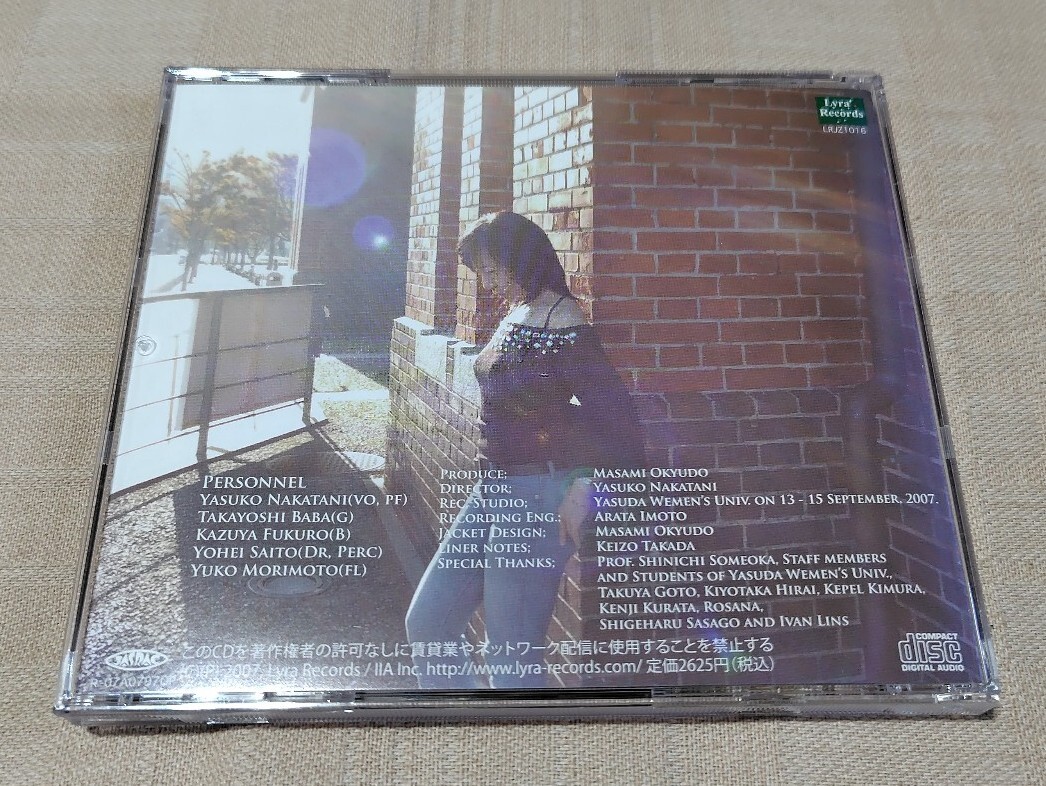 Lyra
Records
LRJZ1016
PERSONNEL
YASUKO NAKATANI(VO, PF)
TAKAYOSHI BABA(G)
KAZUYA FUKURO(B)
YOHEI SAITO(DR, PERC)
YUKO MORIMOTO(FL)
PRODUCE; MASAMI OKYUDO
DIRECTOR; YASUKO NAKATANI
REC. STUDIO; YASUDA WEMEN'S UNIV. ON 13 - 15 SEPTEMBER, 2007.
RECORDING ENG.; ARATA IMOTO
JACKET DESIGN; MASAMI OKYUDO
LINER NOTES; KEIZO TAKADA
SPECIAL THANKS; PROF. SHINICHI SOMEOKA, STAFF MEMBERS
AND STUDENTS OF YASUDA WEMEN'S UNIV.,
TAKUYA GOTO, KIYOTAKA HIRAI, KEPEL KIMURA,
KENJI KURATA, ROSANA,
SHIGEHARU SASAGO AND IVAN LINS
このCDを著作権者の許可なしに賃貸業やネットワーク配信に使用することを禁止する
2007 Lyra Records / IIA Inc. http://www.lyra-records.com/ 定価2625円(税込)
JASRAC
COMPACT
disc
DIGITAL AUDIO